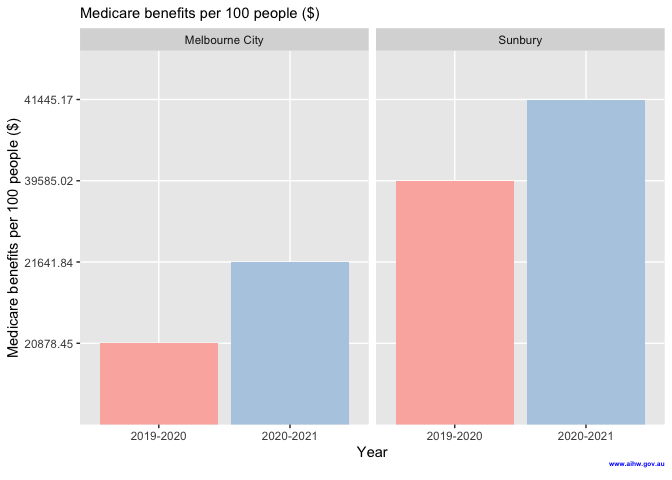 Medicare benefits per 100 people ($)
Melbourne City
Sunbury
Medicare benefits per 100 people ($)
41445.17
39585.02
21641.84
20878.45
2019-2020
2020-2021
2019-2020
2020-2021
Year
www.aihw.gov.au